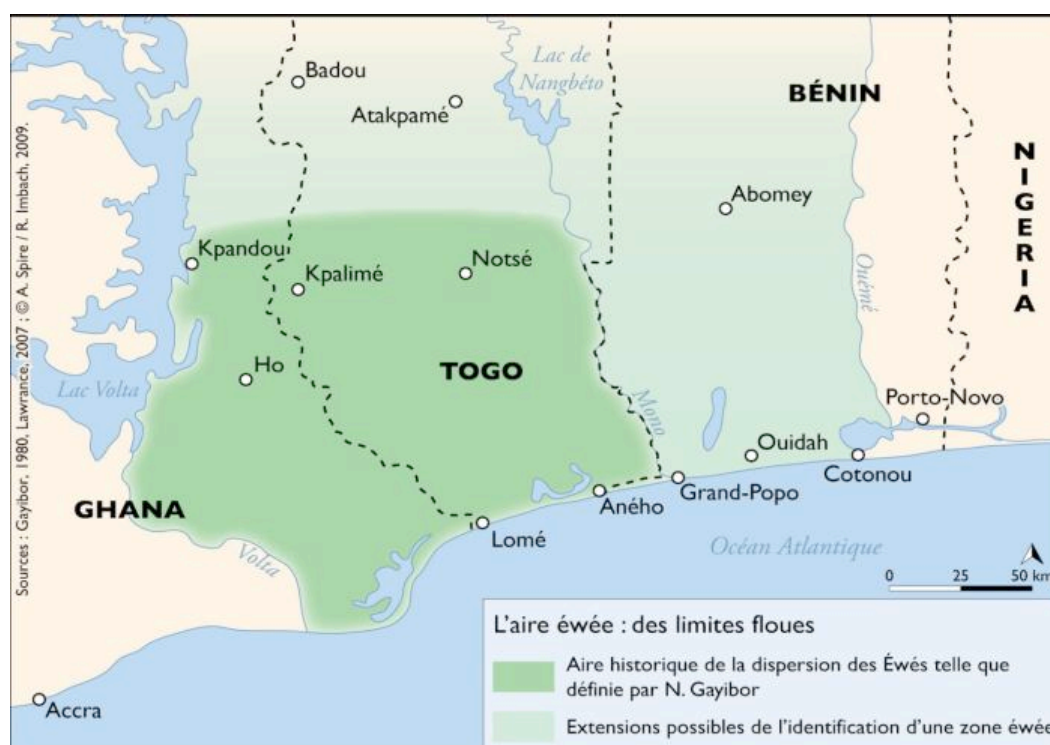 Badou
Lac de
Nangbéto
Atakpamé
BÉNIN
NIGERIA
Abomey
Kpandou
Kpalimé
Notsé
Ouémé
Ho
TOGO
Lac Volta
Mono
Porto-Novo
Ouidah
Cotonou
GHANA
Grand-Popo
Aného
Lomé
Volta
Océan Atlantique
0 25 50 km
Accra
L'aire éwée : des limites floues
Aire historique de la dispersion des Éwés telle que
définie par N. Gayibor
Extensions possibles de l'identification d'une zone éwée
Sources : Gayibor, 1980, Lawrance, 2007 ; © A. Spire / R. Imbach, 2009.